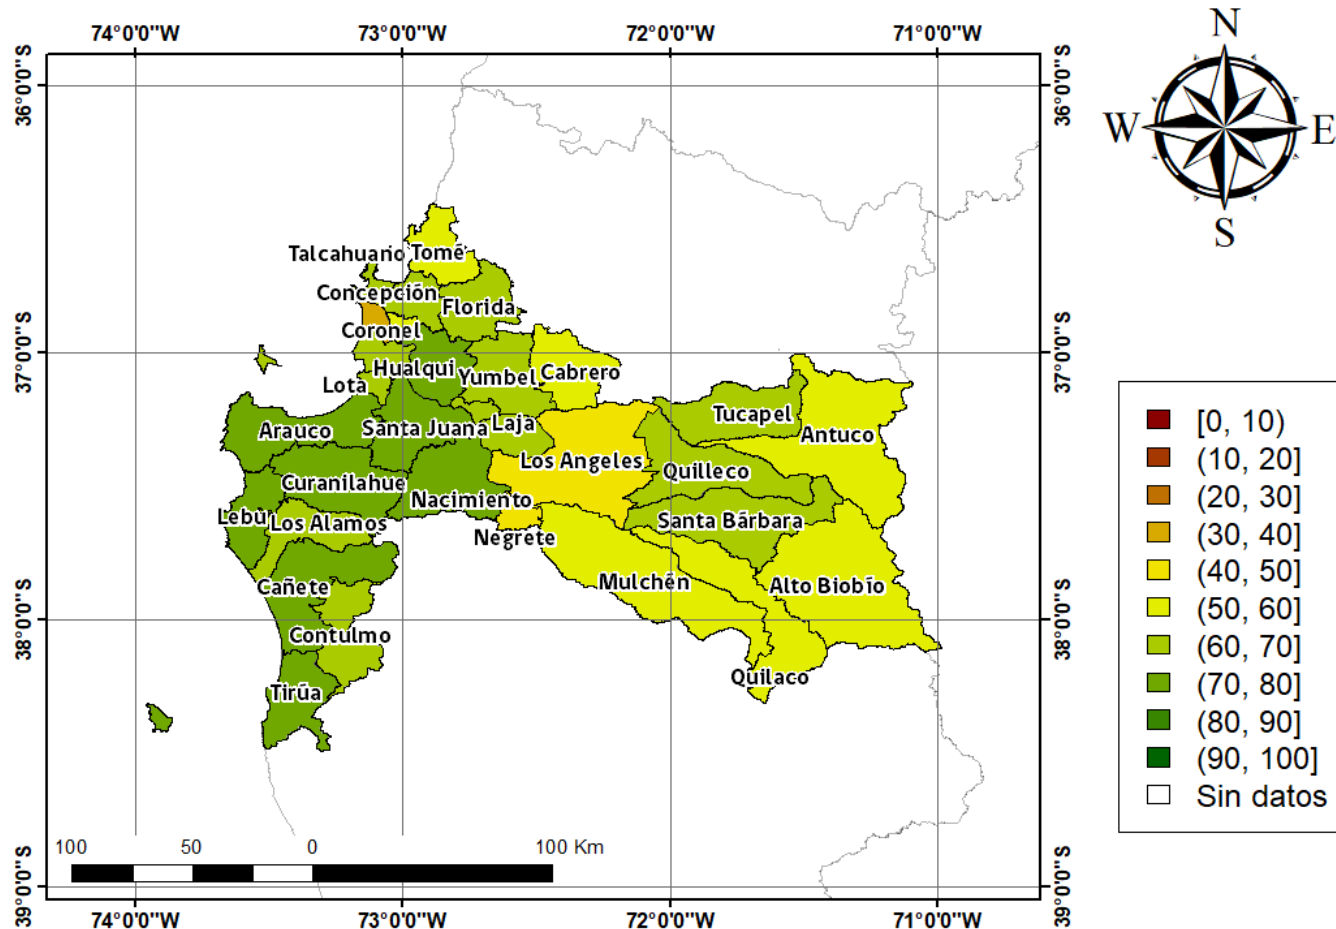 74°0'0"W 73°0'0"W 72°0'0"W 71°0'0"W
N
W E
S
36°0'0"S 36°0'0"S
Talcahuano Tomé
Concepción
Florida
Coronel
37°0'0"S 37°0'0"S
Hualqui
Yumbel
Cabrero
Lota
Tucapel
Arauco
Santa Juana
Laja
Antuco
Los Angeles
Quilleco
Curanilahue
Nacimiento
Lebu
Los Alamos
Santa Bárbara
Negrete
Mulchén
Alto Biobío
Cañete
38°0'0"S 38°0'0"S
Contulmo
Quilaco
Tirúa
100 50 0 100 Km
39°0'0"S 39°0'0"S
74°0'0"W 73°0'0"W 72°0'0"W 71°0'0"W
[0, 10)
(10, 20]
(20, 30]
(30, 40]
(40, 50]
(50, 60]
(60, 70]
(70, 80]
(80, 90]
(90, 100]
Sin datos